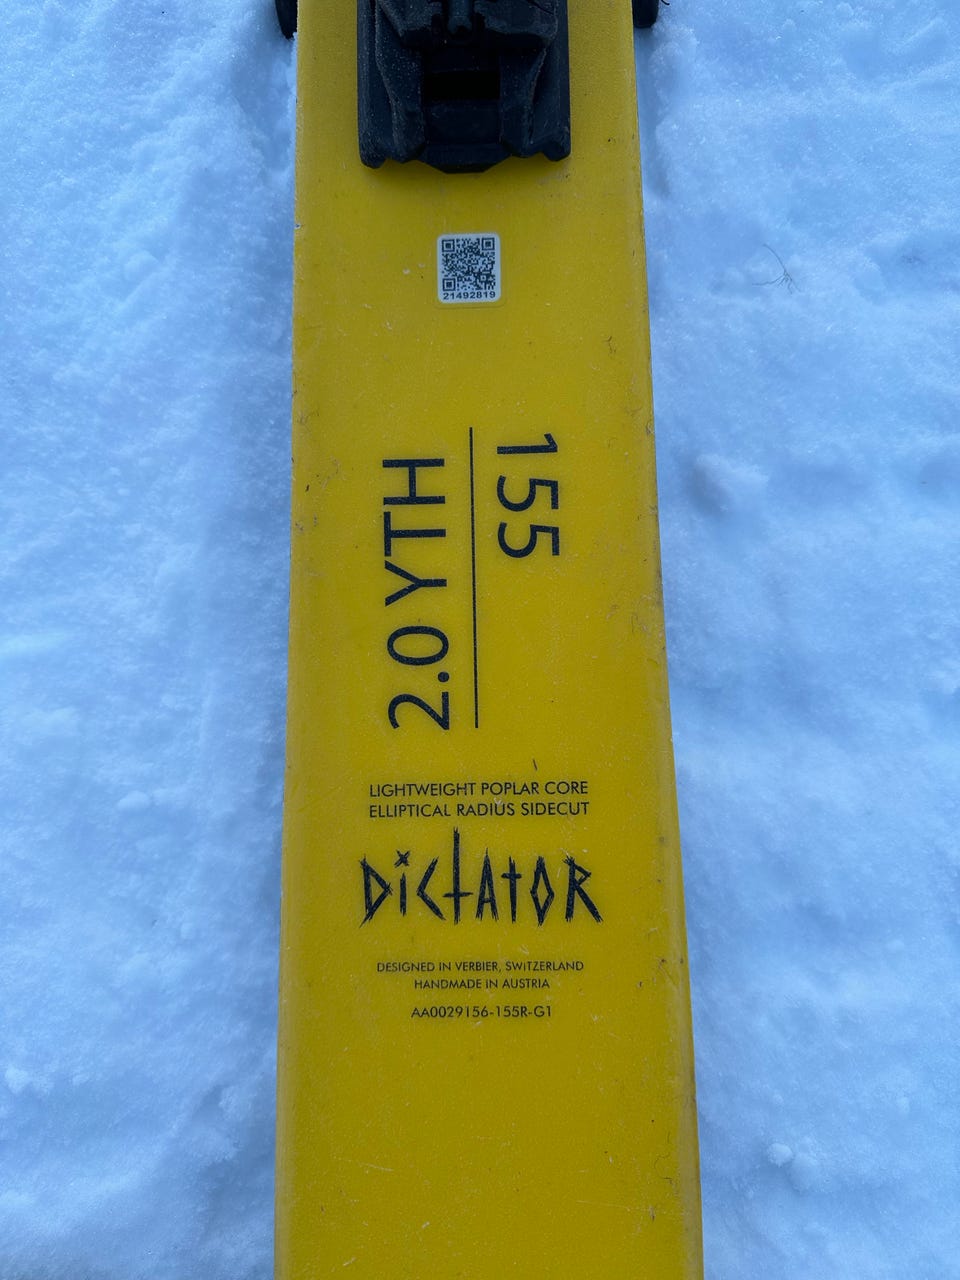 21492819
155
2.0 YTH
LIGHTWEIGHT POPLAR CORE
ELLIPTICAL RADIUS SIDECUT
DiCtAtOR
DESIGNED IN VERBIER, SWITZERLAND
HANDMADE IN AUSTRIA
AA0029156-155R-G1